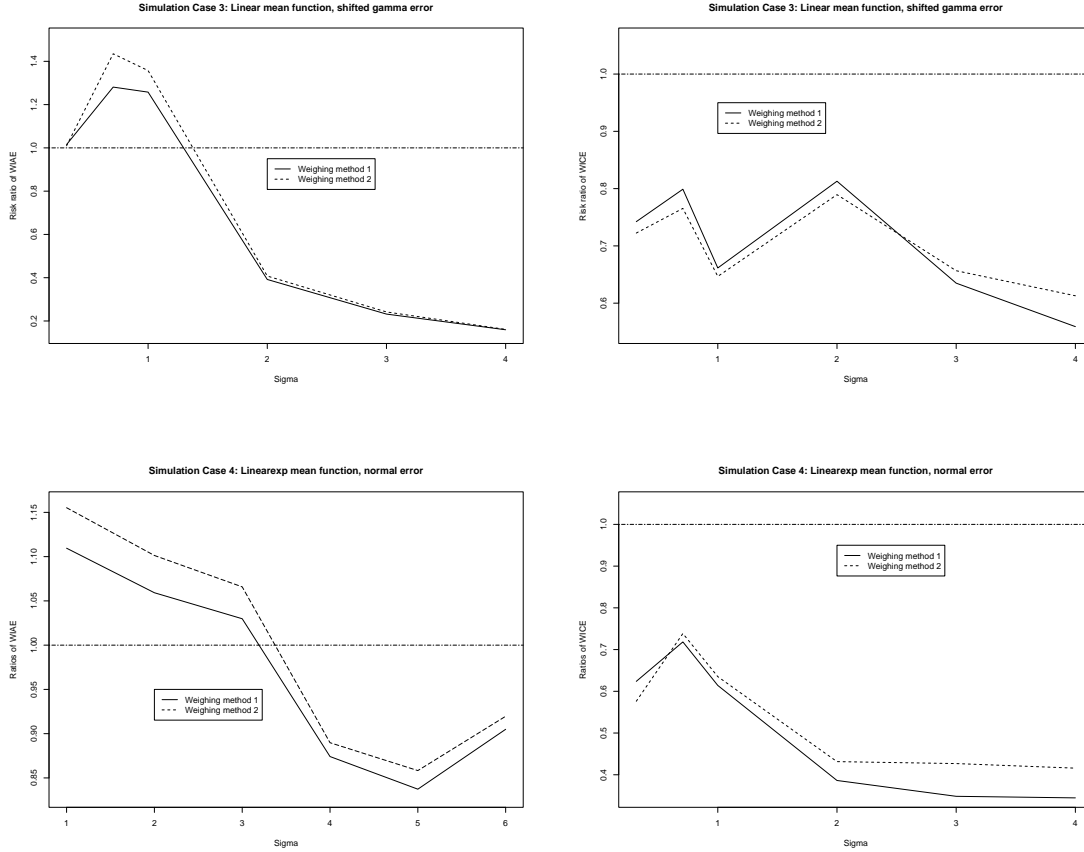 Simulation Case 3: Linear mean function, shifted gamma error
Risk ratio of WIAE
1.4
1.2
1.0
0.8
0.6
0.4
0.2
Weighing method 1
Weighing method 2
1 2 3 4
Sigma
Simulation Case 3: Linear mean function, shifted gamma error
Risk ratio of WICE
1.0
0.9
0.8
0.7
0.6
Weighing method 1
Weighing method 2
1 2 3 4
Sigma
Simulation Case 4: Linearexp mean function, normal error
Ratios of WIAE
1.15
1.10
1.05
1.00
0.95
0.90
0.85
Weighing method 1
Weighing method 2
1 2 3 4 5 6
Sigma
Simulation Case 4: Linearexp mean function, normal error
Ratios of WICE
1.0
0.9
0.8
0.7
0.6
0.5
0.4
Weighing method 1
Weighing method 2
1 2 3 4
Sigma